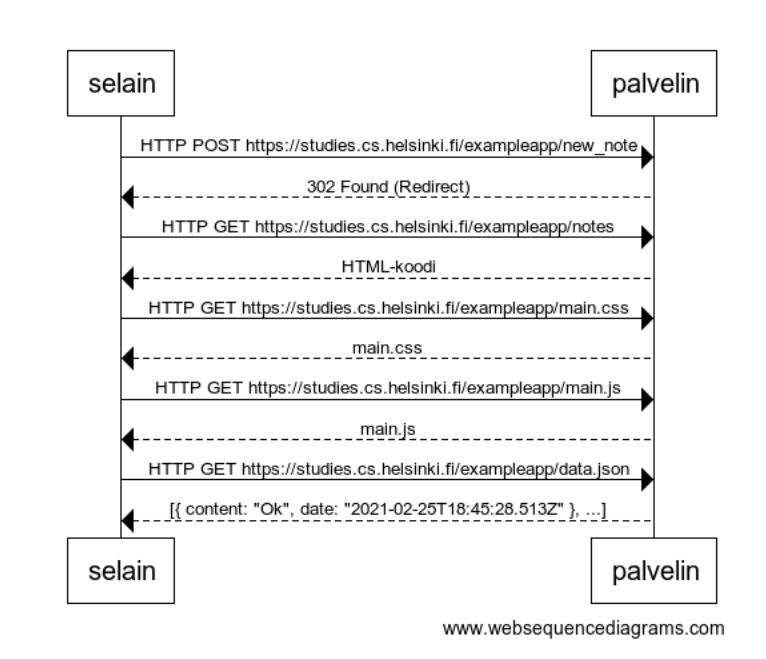 selain
palvelin
HTTP POST https://studies.cs.helsinki.fi/exampleapp/new_note
302 Found (Redirect)
HTTP GET https://studies.cs.helsinki.fi/exampleapp/notes
HTML-koodi
HTTP GET https://studies.cs.helsinki.fi/exampleapp/main.css
main.css
HTTP GET https://studies.cs.helsinki.fi/exampleapp/main.js
main.js
HTTP GET https://studies.cs.helsinki.fi/exampleapp/data.json
[{ content: "Ok", date: "2021-02-25T18:45:28.513Z" }, ...]
selain
palvelin
www.websequencediagrams.com